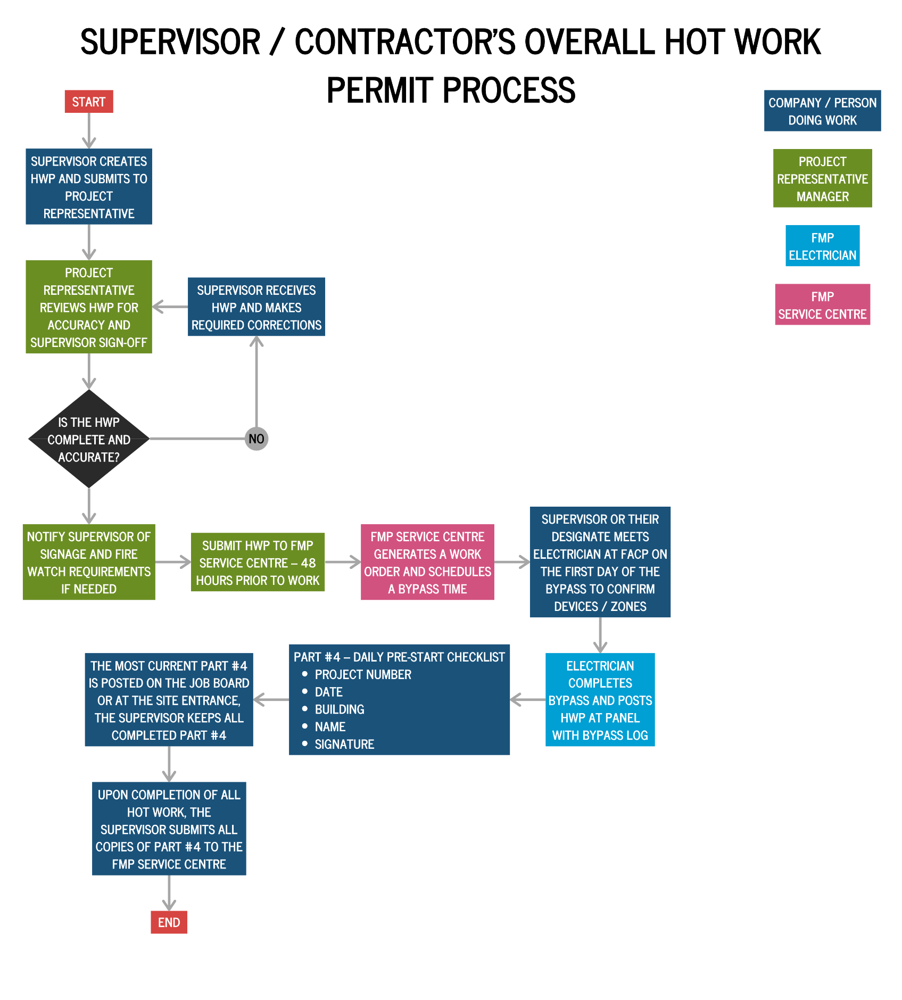 SUPERVISOR / CONTRACTOR'S OVERALL HOT WORK
PERMIT PROCESS
START
SUPERVISOR CREATES
HWP AND SUBMITS TO
PROJECT
REPRESENTATIVE
PROJECT
REPRESENTATIVE
REVIEWS HWP FOR
ACCURACY AND
SUPERVISOR SIGN-OFF
SUPERVISOR RECEIVES
HWP AND MAKES
REQUIRED CORRECTIONS
IS THE HWP
COMPLETE AND
ACCURATE?
NO
NOTIFY SUPERVISOR OF
SIGNAGE AND FIRE
WATCH REQUIREMENTS
IF NEEDED
SUBMIT HWP TO FMP
SERVICE CENTRE – 48
HOURS PRIOR TO WORK
FMP SERVICE CENTRE
GENERATES A WORK
ORDER AND SCHEDULES
A BYPASS TIME
SUPERVISOR OR THEIR
DESIGNATE MEETS
ELECTRICIAN AT FACP ON
THE FIRST DAY OF THE
BYPASS TO CONFIRM
DEVICES / ZONES
ELECTRICIAN
COMPLETES
BYPASS AND POSTS
HWP AT PANEL
WITH BYPASS LOG
PART #4 – DAILY PRE-START CHECKLIST
• PROJECT NUMBER
• DATE
• BUILDING
• NAME
• SIGNATURE
THE MOST CURRENT PART #4
IS POSTED ON THE JOB BOARD
OR AT THE SITE ENTRANCE,
THE SUPERVISOR KEEPS ALL
COMPLETED PART #4
UPON COMPLETION OF ALL
HOT WORK, THE
SUPERVISOR SUBMITS ALL
COPIES OF PART #4 TO THE
FMP SERVICE CENTRE
END
COMPANY / PERSON
DOING WORK
PROJECT
REPRESENTATIVE
MANAGER
FMP
ELECTRICIAN
FMP
SERVICE CENTRE